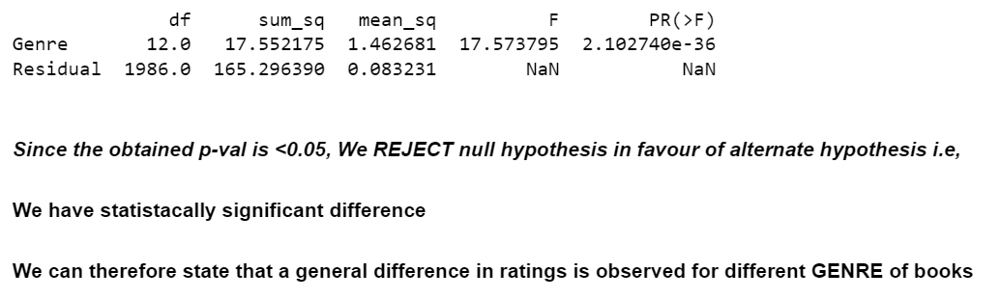 df sum_sq mean_sq F PR(>F)
Genre 12.0 17.552175 1.462681 17.573795 2.102740e-36
Residual 1986.0 165.296390 0.083231 NaN NaN
Since the obtained p-val is <0.05, We REJECT null hypothesis in favour of alternate hypothesis i.e,
We have statistacally significant difference
We can therefore state that a general difference in ratings is observed for different GENRE of books